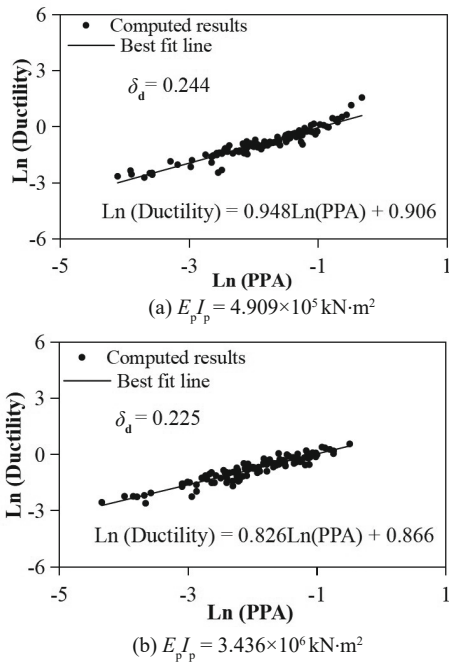 6
Computed results
Best fit line
3
δd = 0.244
0
Ln (Ductility)
-3
Ln (Ductility) = 0.948Ln(PPA) + 0.906
-6
-5 -3 -1 1
Ln (PPA)
(a) EpIp = 4.909×10⁵ kN·m²
6
Computed results
Best fit line
3
δd = 0.225
0
Ln (Ductility)
-3
Ln (Ductility) = 0.826Ln(PPA) + 0.866
-6
-5 -3 -1 1
Ln (PPA)
(b) EpIp = 3.436×10⁶ kN·m²